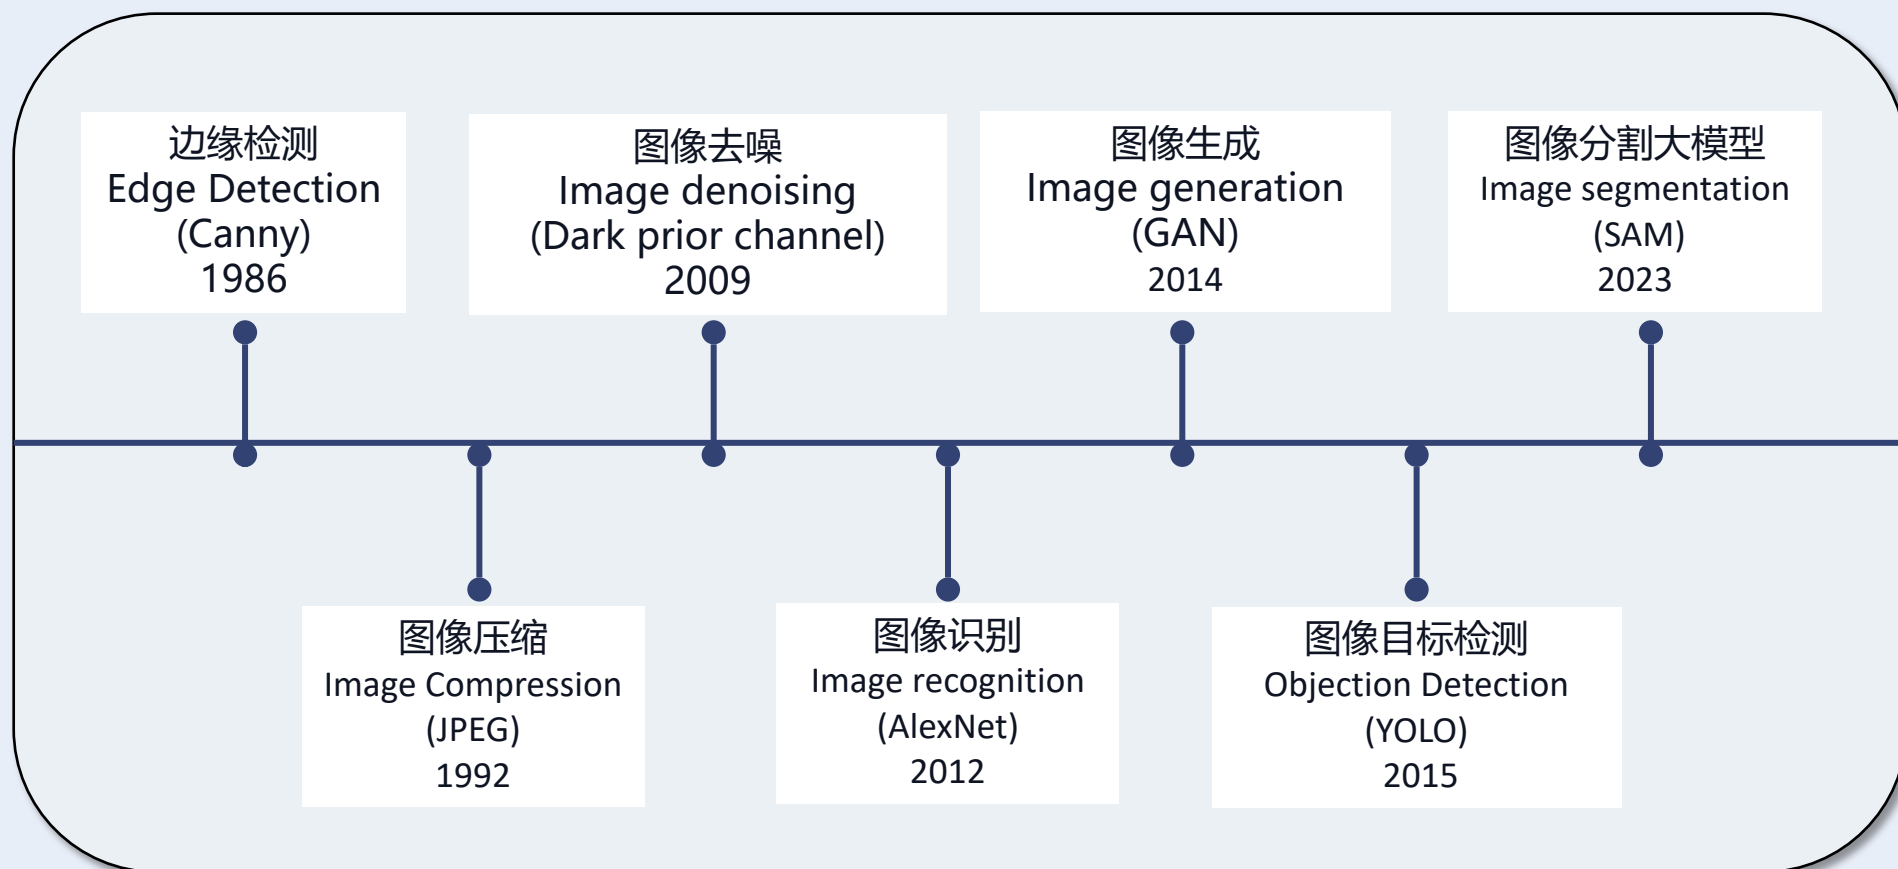 边缘检测
Edge Detection
(Canny)
1986
图像去噪
Image denoising
(Dark prior channel)
2009
图像生成
Image generation
(GAN)
2014
图像分割大模型
Image segmentation
(SAM)
2023
图像压缩
Image Compression
(JPEG)
1992
图像识别
Image recognition
(AlexNet)
2012
图像目标检测
Objection Detection
(YOLO)
2015